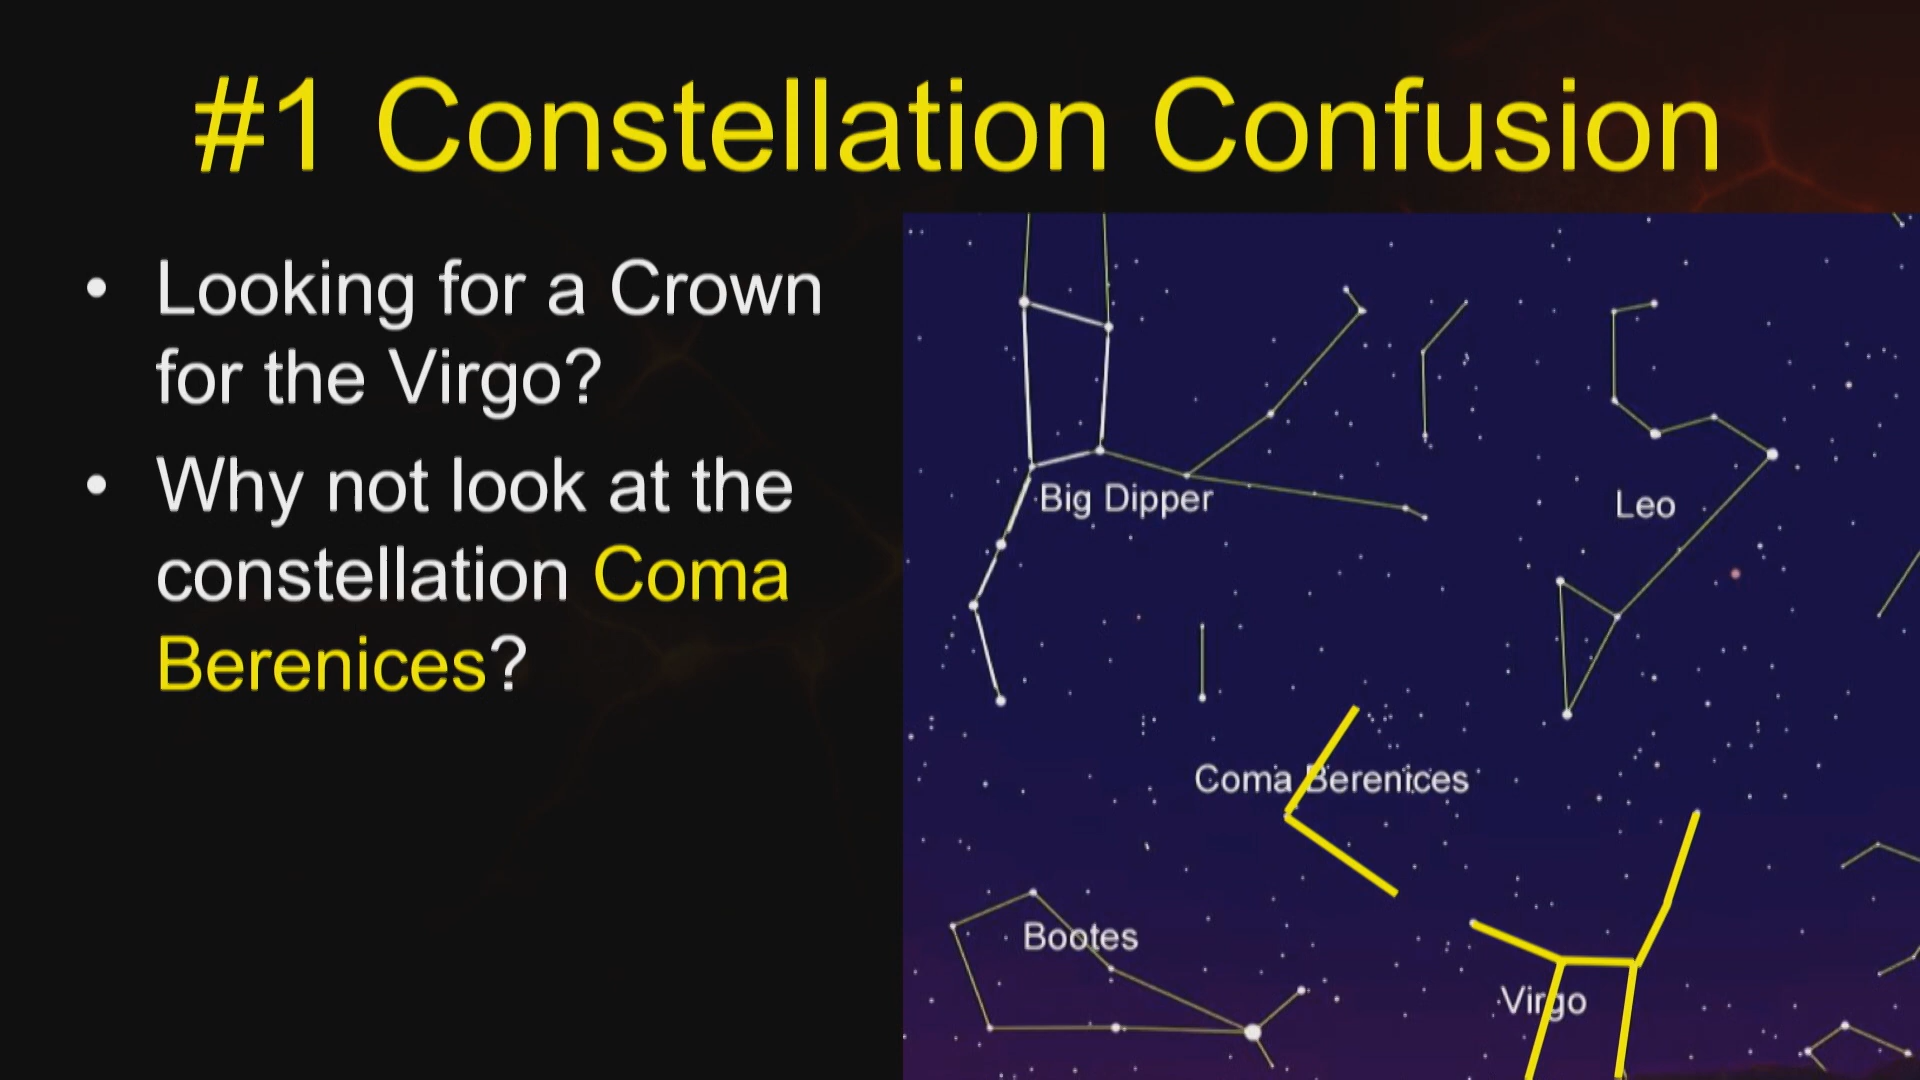 #1 Constellation Confusion
• Looking for a Crown
for the Virgo?
• Why not look at the
constellation Coma
Berenices?
Big Dipper
Leo
Coma Berenices
Bootes
Virgo